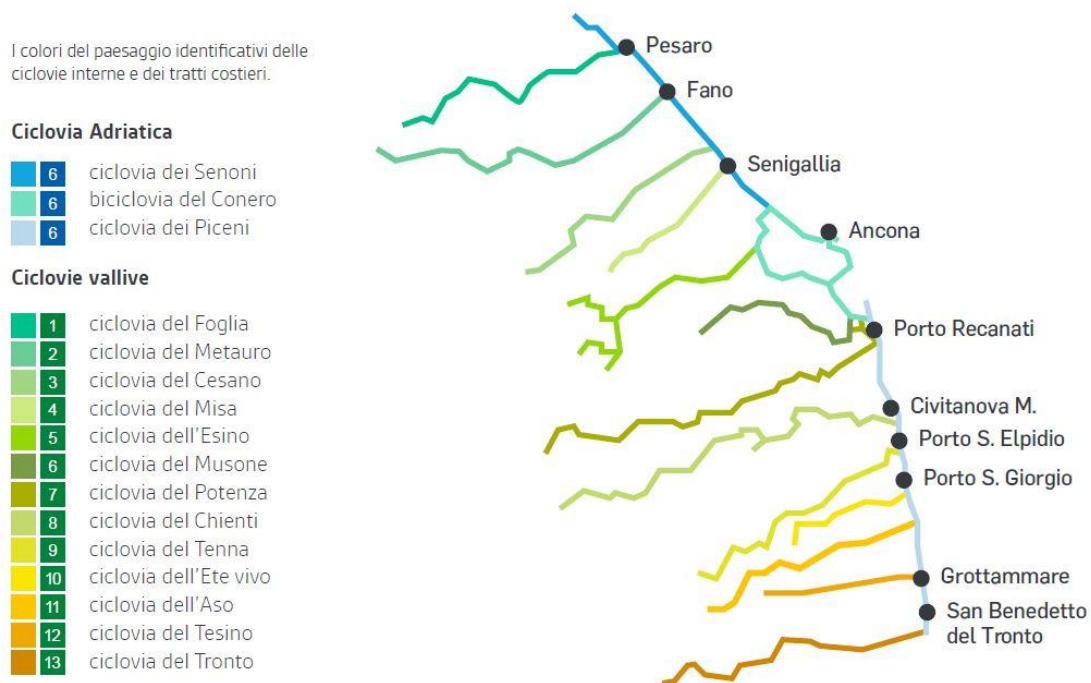 I colori del paesaggio identificativi delle
ciclovie interne e dei tratti costieri.
Ciclovia Adriatica
6 ciclovia dei Senoni
6 biciclovia del Conero
6 ciclovia dei Piceni
Ciclovie vallive
1 ciclovia del Foglia
2 ciclovia del Metauro
3 ciclovia del Cesano
4 ciclovia del Misa
5 ciclovia dell'Esino
6 ciclovia del Musone
7 ciclovia del Potenza
8 ciclovia del Chienti
9 ciclovia del Tenna
10 ciclovia dell'Ete vivo
11 ciclovia dell'Aso
12 ciclovia del Tesino
13 ciclovia del Tronto
Pesaro
Fano
Senigallia
Ancona
Porto Recanati
Civitanova M.
Porto S. Elpidio
Porto S. Giorgio
Grottammare
San Benedetto
del Tronto